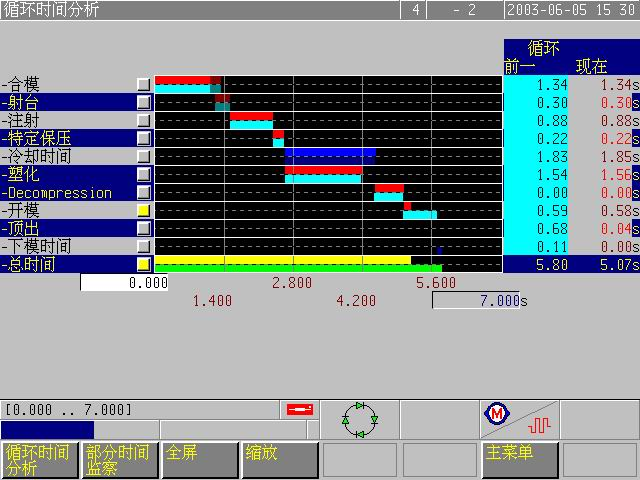 循环时间分析 4 - 2 2003-06-05 15 30
循环
前一 现在
-合模 1.34 1.34s
-射台 0.30 0.30s
-注射 0.88 0.88s
-特定保压 0.22 0.22s
-冷却时间 1.83 1.85s
-塑化 1.54 1.56s
-Decompression 0.00 0.00s
-开模 0.59 0.58s
-顶出 0.68 0.04s
-下模时间 0.11 0.00s
-总时间 5.80 5.07s
0.000 2.800 5.600
1.400 4.200 7.000s
[0.000 .. 7.000]
M
循环时间分析 部分时间监察 全屏 缩放 主菜单